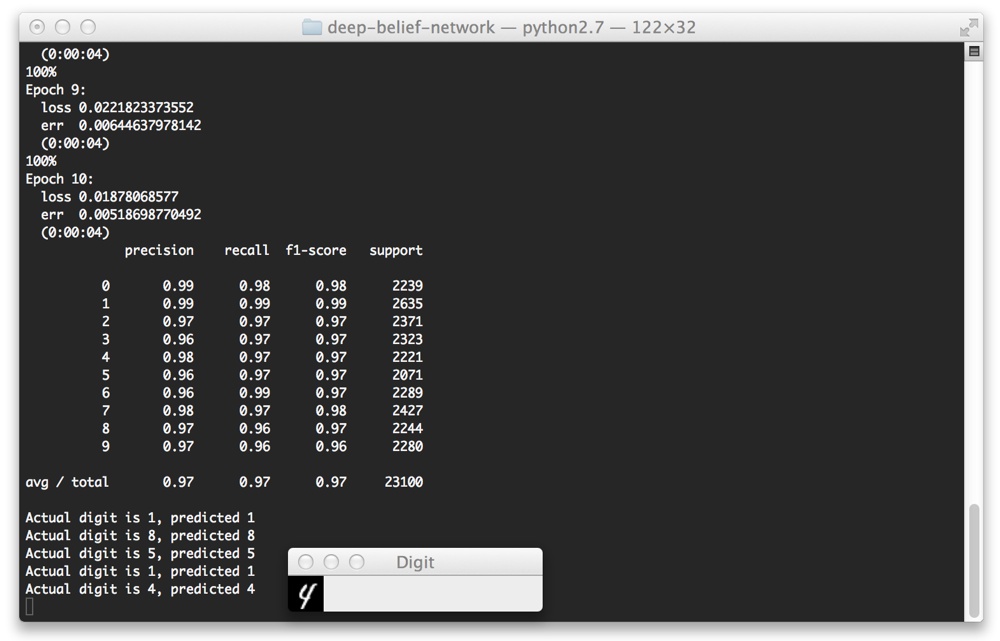 deep-belief-network — python2.7 — 122×32
(0:00:04)
100%
Epoch 9:
loss 0.0221823373552
err 0.00644637978142
(0:00:04)
100%
Epoch 10:
loss 0.01878068577
err 0.00518698770492
(0:00:04)
precision recall f1-score support
0 0.99 0.98 0.98 2239
1 0.99 0.99 0.99 2635
2 0.97 0.97 0.97 2371
3 0.96 0.97 0.97 2323
4 0.98 0.97 0.97 2221
5 0.96 0.97 0.97 2071
6 0.96 0.99 0.97 2289
7 0.98 0.97 0.98 2427
8 0.97 0.96 0.97 2244
9 0.97 0.96 0.96 2280
avg / total 0.97 0.97 0.97 23100
Actual digit is 1, predicted 1
Actual digit is 8, predicted 8
Actual digit is 5, predicted 5
Actual digit is 1, predicted 1
Actual digit is 4, predicted 4
Digit
4